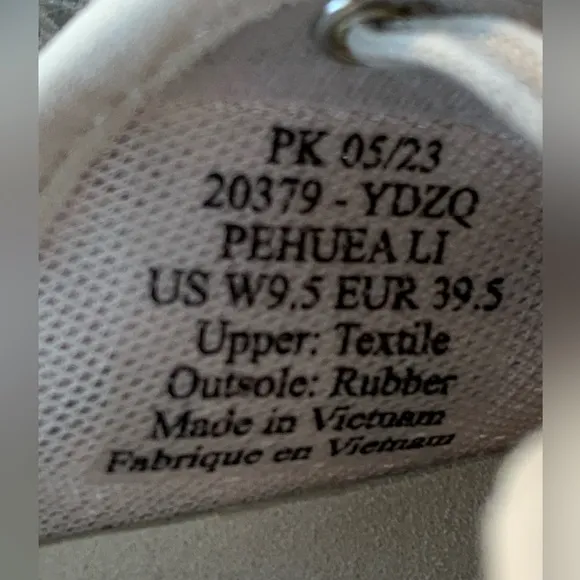 PK 05/23
20379 - YDZQ
PEHUEA LI
US W9.5 EUR 39.5
Upper: Textile
Outsole: Rubber
Made in Vietnam
Fabrique en Vietnam